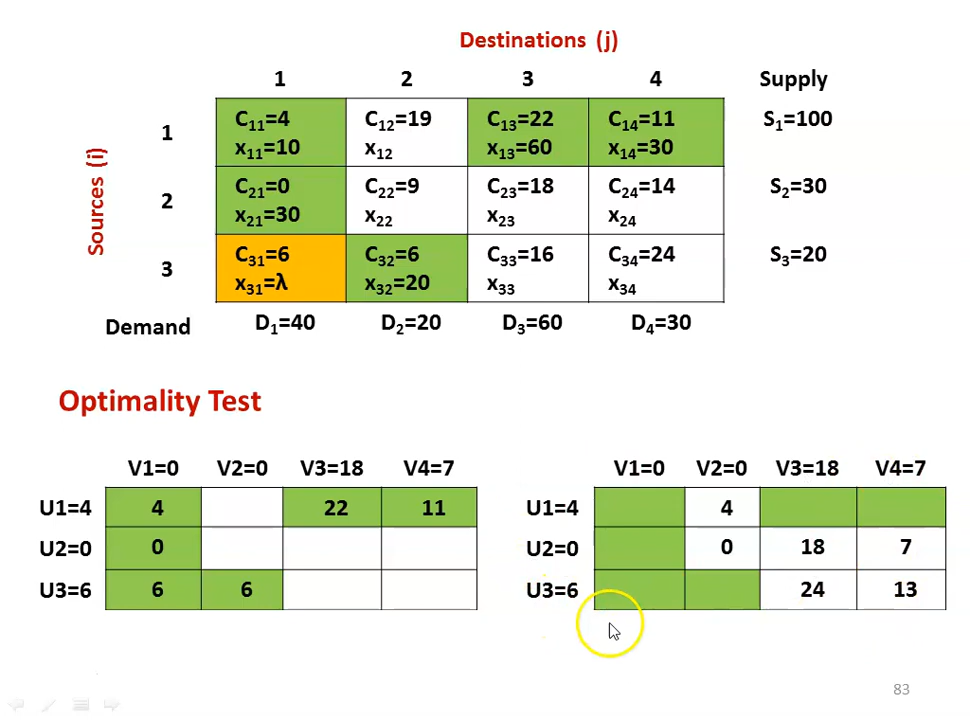 Destinations (j)
1 2 3 4 Supply
Sources (i)
1 C₁₁=4 C₁₂=19 C₁₃=22 C₁₄=11 S₁=100
x₁₁=10 x₁₂ x₁₃=60 x₁₄=30
2 C₂₁=0 C₂₂=9 C₂₃=18 C₂₄=14 S₂=30
x₂₁=30 x₂₂ x₂₃ x₂₄
3 C₃₁=6 C₃₂=6 C₃₃=16 C₃₄=24 S₃=20
x₃₁=λ x₃₂=20 x₃₃ x₃₄
Demand D₁=40 D₂=20 D₃=60 D₄=30
Optimality Test
V1=0 V2=0 V3=18 V4=7
U1=4 4 22 11
U2=0 0
U3=6 6 6
V1=0 V2=0 V3=18 V4=7
U1=4 4
U2=0 0 18 7
U3=6 24 13
83